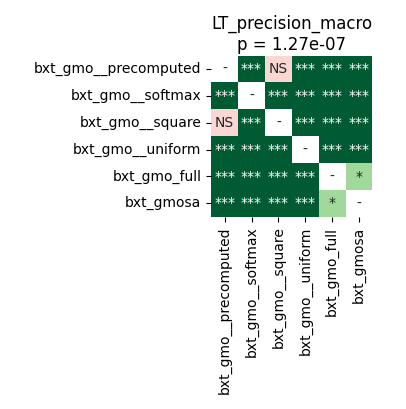 LT_precision_macro
p = 1.27e-07
bxt_gmo__precomputed - *** NS *** *** ***
bxt_gmo__softmax *** - *** *** *** ***
bxt_gmo__square NS *** - *** *** ***
bxt_gmo__uniform *** *** *** - *** ***
bxt_gmo_full *** *** *** *** - *
bxt_gmosa *** *** *** *** * -
bxt_gmo__precomputed
bxt_gmo__softmax
bxt_gmo__square
bxt_gmo__uniform
bxt_gmo_full
bxt_gmosa